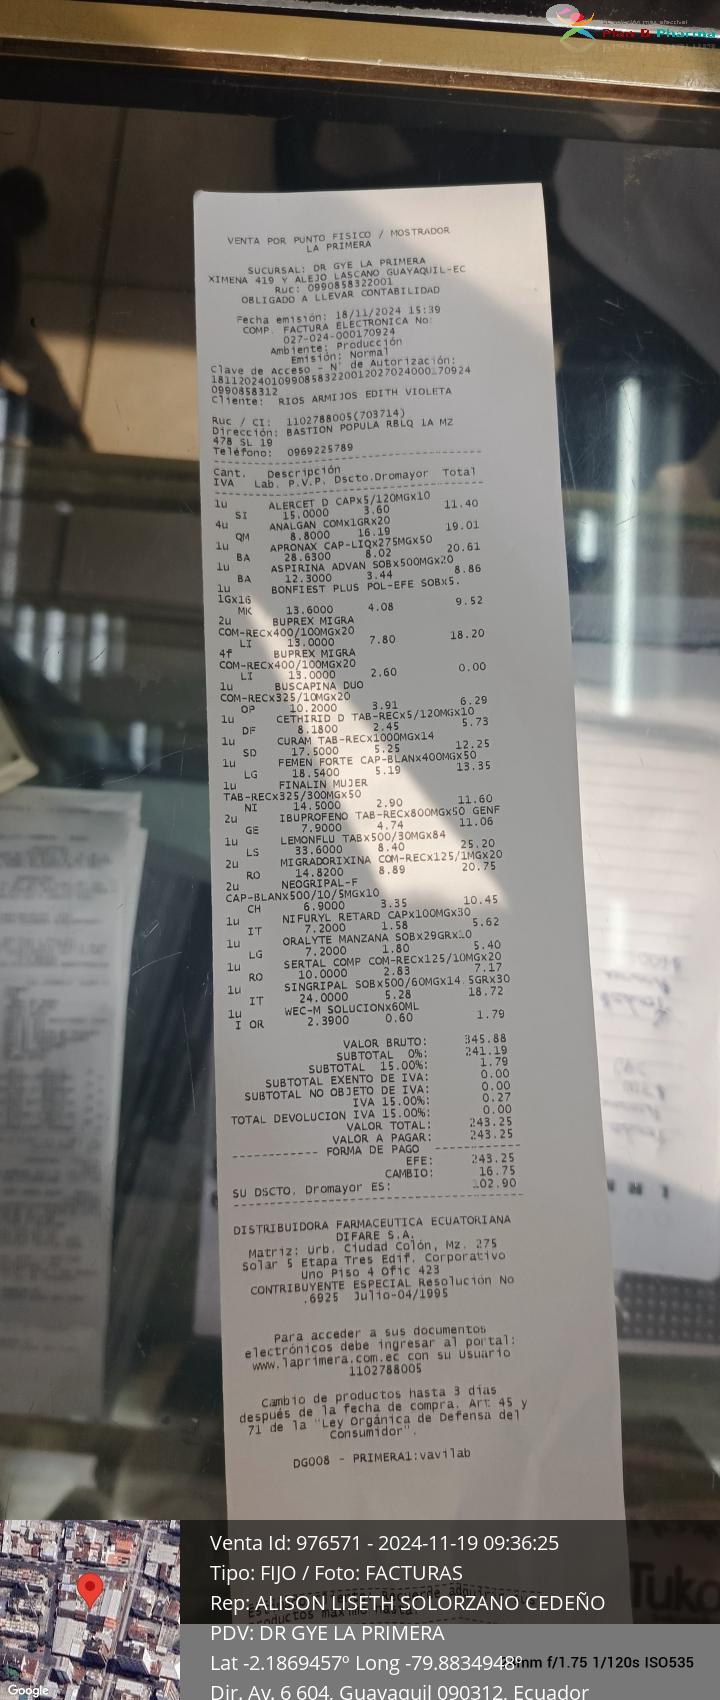 Plan B Pharma
VENTA POR PUNTO FISICO / MOSTRADOR
LA PRIMERA
SUCURSAL: DR GYE LA PRIMERA
XIMENA 419 Y ALEJO LASCANO GUAYAQUIL-EC
Ruc: 0990858322001
OBLIGADO A LLEVAR CONTABILIDAD
Fecha emisión: 18/11/2024 15:39
COMP. FACTURA ELECTRONICA No:
027-024-000170924
Ambiente: Producción
Emisión: Normal
Clave de Acceso - N° de Autorización:
181120240109908583220012027024000170924
0990858312
Cliente: RIOS ARMIJOS EDITH VIOLETA
Ruc / CI: 1102788005(703714)
Dirección: BASTION POPULA RBLQ 1A MZ
478 SL 19
Teléfono: 0969225789
Cant. Descripción
IVA Lab. P.V.P. Dscto.Dromayor Total
1u ALERCET D CAPx5/120MGx10
SI 15.0000 3.60 11.40
4u ANALGAN COMx1GRx20
QM 8.8000 16.19 19.01
1u APRONAX CAP-LIQx275MGx50
BA 28.6300 8.02 20.61
1u ASPIRINA ADVAN SOBx500MGx20
BA 12.3000 3.44 8.86
1u BONFIEST PLUS POL-EFE SOBx5.
1Gx16
MK 13.6000 4.08 9.52
2u BUPREX MIGRA
COM-RECx400/100MGx20
LI 13.0000 7.80 18.20
4f BUPREX MIGRA
COM-RECx400/100MGx20
LI 13.0000 2.60 0.00
1u BUSCAPINA DUO
COM-RECx325/10MGx20
OP 10.2000 3.91 6.29
1u CETHIRID D TAB-RECx5/120MGx10
DF 8.1800 2.45 5.73
1u CURAM TAB-RECx1000MGx14
SD 17.5000 5.25 12.25
1u FEMEN FORTE CAP-BLANx400MGx50
LG 18.5400 5.19 13.35
1u FINALIN MUJER
TAB-RECx325/300MGx50
NI 14.5000 2.90 11.60
2u IBUPROFENO TAB-RECx800MGx50 GENF
GE 7.9000 4.74 11.06
1u LEMONFLU TABx500/30MGx84
LS 33.6000 8.40 25.20
2u MIGRADORIXINA COM-RECx125/1MGx20
RO 14.8200 8.89 20.75
2u NEOGRIPAL-F
CAP-BLANx500/10/5MGx10
CH 6.9000 3.35 10.45
1u NIFURYL RETARD CAPx100MGx30
IT 7.2000 1.58 5.62
1u ORALYTE MANZANA SOBx29GRx10
LG 7.2000 1.80 5.40
1u SERTAL COMP COM-RECx125/10MGx20
RO 10.0000 2.83 7.17
1u SINGRIPAL SOBx500/60MGx14.5GRx30
IT 24.0000 5.28 18.72
1u WEC-M SOLUCIONx60ML
I OR 2.3900 0.60 1.79
VALOR BRUTO: 345.88
SUBTOTAL 0%: 241.19
SUBTOTAL 15.00%: 1.79
SUBTOTAL EXENTO DE IVA: 0.00
SUBTOTAL NO OBJETO DE IVA: 0.00
IVA 15.00%: 0.27
TOTAL DEVOLUCION IVA 15.00%: 0.00
VALOR TOTAL: 243.25
VALOR A PAGAR: 243.25
------------ FORMA DE PAGO ------------
EFE: 243.25
CAMBIO: 16.75
SU DSCTO. Dromayor ES: 102.90
DISTRIBUIDORA FARMACEUTICA ECUATORIANA
DIFARE S.A.
Matriz: Urb. Ciudad Colón, Mz. 275
Solar 5 Etapa Tres Edif. Corporativo
Uno Piso 4 Ofic 423
CONTRIBUYENTE ESPECIAL Resolución No
.6925 Julio-04/1995
Para acceder a sus documentos
electrónicos debe ingresar al portal:
www.laprimera.com.ec con su Usuario
1102788005
Cambio de productos hasta 3 días
después de la fecha de compra. Art: 45 y
71 de la "Ley Orgánica de Defensa del
Consumidor".
DG008 - PRIMERA1:vavilab
Venta Id: 976571 - 2024-11-19 09:36:25
Tipo: FIJO / Foto: FACTURAS
Rep: ALISON LISETH SOLORZANO CEDEÑO
PDV: DR GYE LA PRIMERA
Lat -2.1869457° Long -79.8834948°
mm f/1.75 1/120s ISO535
Dir. Av. 6 604, Guayaquil 090312, Ecuador
Google
Tuko